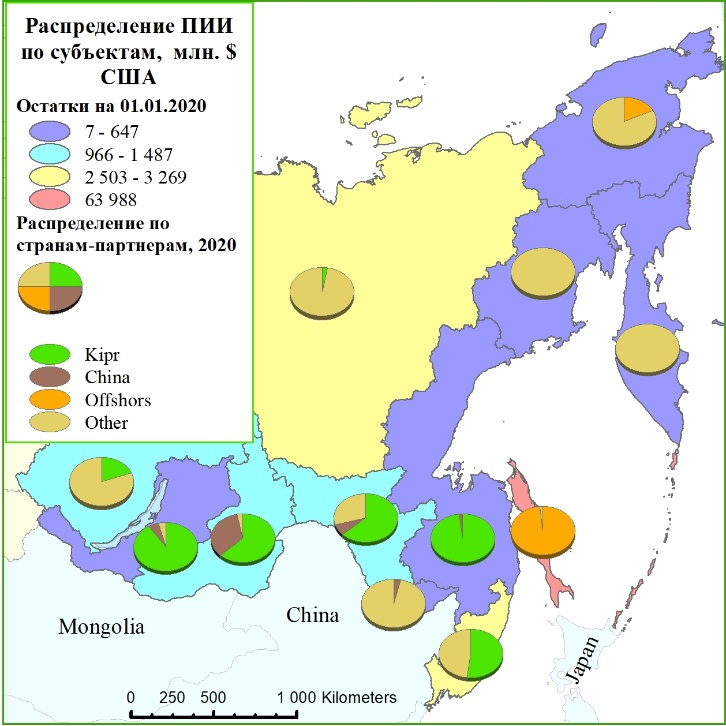 Распределение ПИИ
по субъектам, млн. $
США
Остатки на 01.01.2020
7 - 647
966 - 1 487
2 503 - 3 269
63 988
Распределение по
странам-партнерам, 2020
Kipr
China
Offshors
Other
Mongolia
China
Japan
0 250 500 1 000 Kilometers